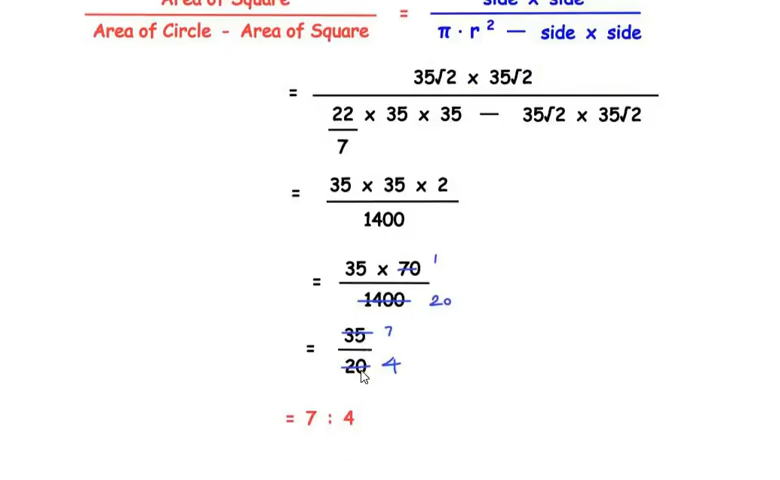 Area of Square
Area of Circle - Area of Square
=
side x side
π · r 2 — side x side
=
35√2 x 35√2
22 x 35 x 35 — 35√2 x 35√2
7
=
35 x 35 x 2
1400
=
35 x 70 1
1400 20
=
35 7
20 4
= 7 : 4